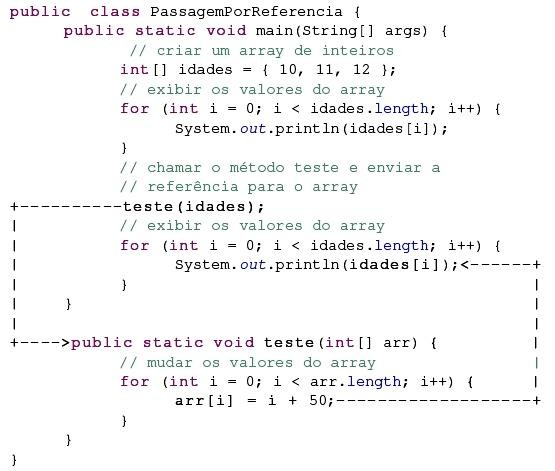 public  class PassagemPorReferencia {
      public static void main(String[] args) {
             // criar um array de inteiros
            int[] idades = { 10, 11, 12 };
            // exibir os valores do array
            for (int i = 0; i < idades.length; i++) {
                  System.out.println(idades[i]);
            }
            // chamar o método teste e enviar a
            // referência para o array
+----------teste(idades);
|           // exibir os valores do array
|           for (int i = 0; i < idades.length; i++) {
|                 System.out.println(idades[i]);<------+
|           }                                          |
|     }                                                |
|                                                      |
+---->public static void teste(int[] arr) {            |
            // mudar os valores do array               |
            for (int i = 0; i < arr.length; i++) {     |
                  arr[i] = i + 50;---------------------+
            }
      }
}